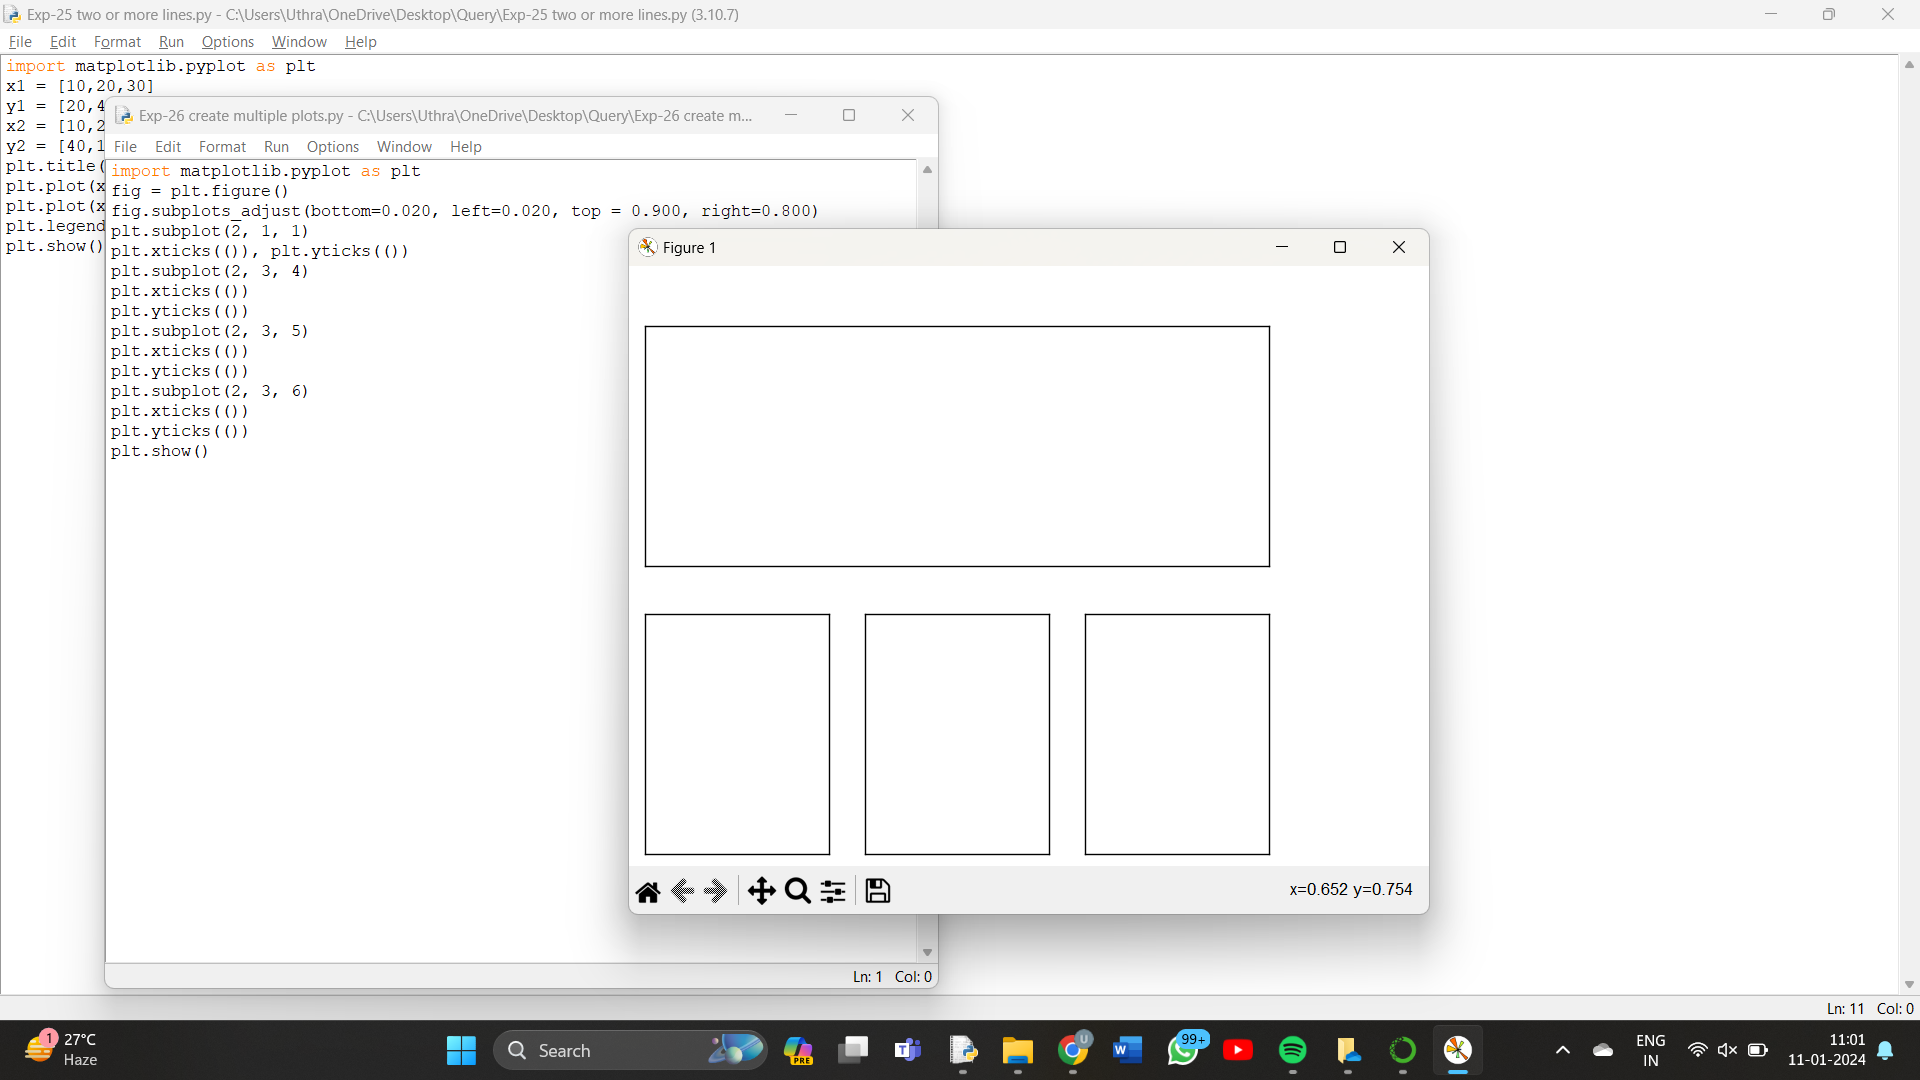 Exp-25 two or more lines.py - C:\Users\Uthra\OneDrive\Desktop\Query\Exp-25 two or more lines.py (3.10.7)
File Edit Format Run Options Window Help
import matplotlib.pyplot as plt
x1 = [10,20,30]
y1 = [20,4
x2 = [10,2
y2 = [40,1
plt.title(
plt.plot(x
plt.plot(x
plt.legend
plt.show()
Exp-26 create multiple plots.py - C:\Users\Uthra\OneDrive\Desktop\Query\Exp-26 create m...
File Edit Format Run Options Window Help
import matplotlib.pyplot as plt
fig = plt.figure()
fig.subplots_adjust(bottom=0.020, left=0.020, top = 0.900, right=0.800)
plt.subplot(2, 1, 1)
plt.xticks(()), plt.yticks(())
plt.subplot(2, 3, 4)
plt.xticks(())
plt.yticks(())
plt.subplot(2, 3, 5)
plt.xticks(())
plt.yticks(())
plt.subplot(2, 3, 6)
plt.xticks(())
plt.yticks(())
plt.show()
Figure 1
x=0.652 y=0.754
Ln: 1 Col: 0
Ln: 11 Col: 0
1
27°C
Haze
Search
PRE
U
W
99+
ENG
IN
11:01
11-01-2024